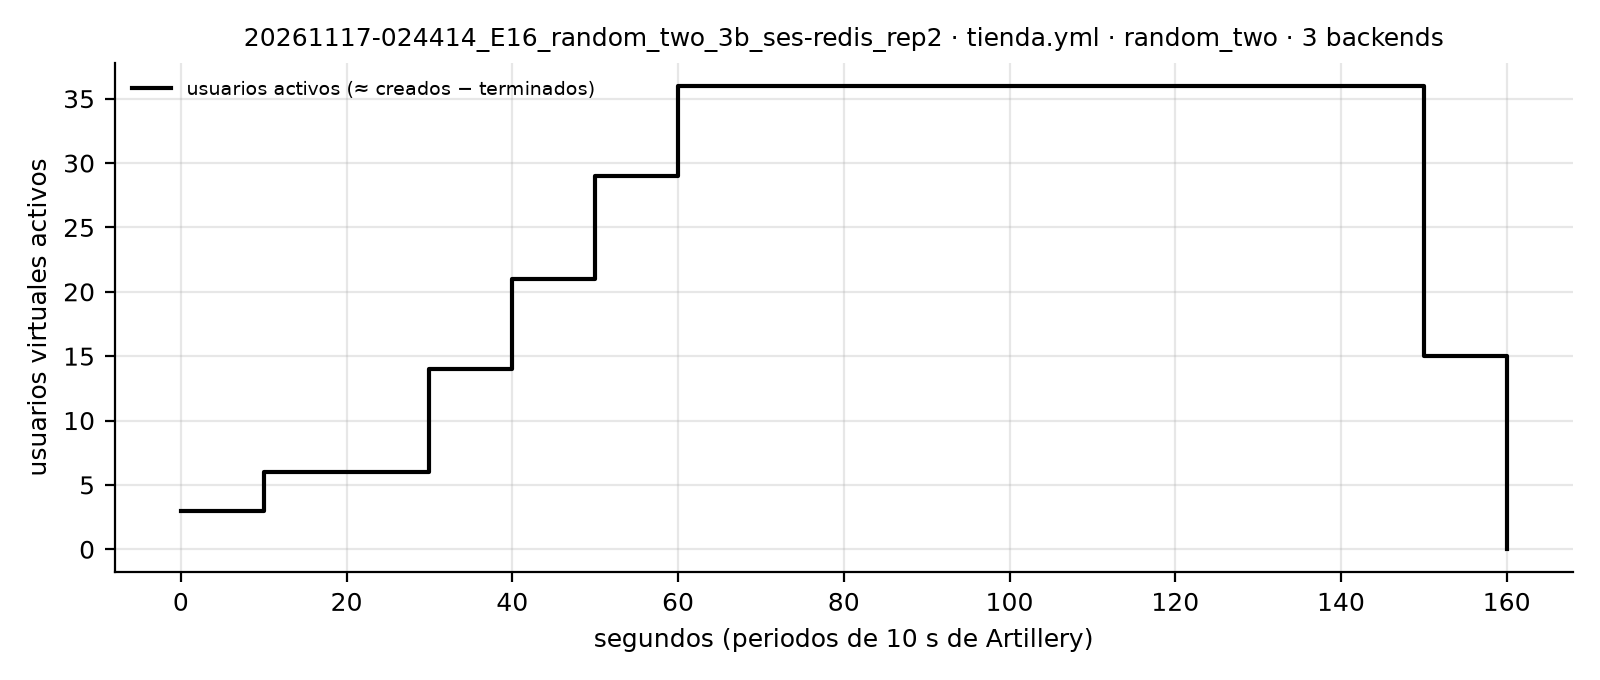 20261117-024414_E16_random_two_3b_ses-redis_rep2 · tienda.yml · random_two · 3 backends
usuarios activos (≈ creados − terminados)
usuarios virtuales activos
35
30
25
20
15
10
5
0
0 20 40 60 80 100 120 140 160
segundos (periodos de 10 s de Artillery)